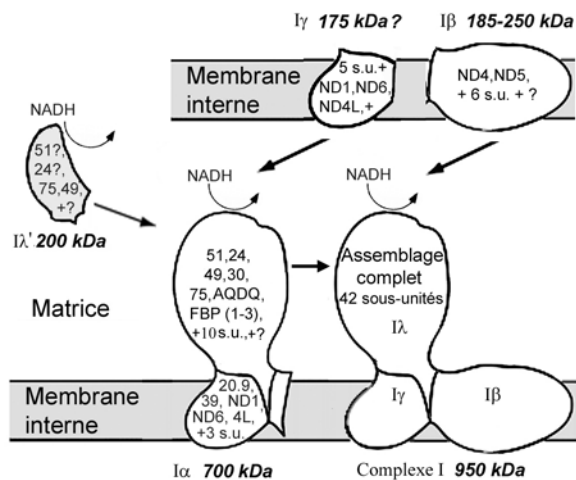 Iγ 175 kDa ?
Iβ 185-250 kDa
Membrane
interne
5 s.u.+
ND1,ND6,
ND4L,+
ND4,ND5,
+ 6 s.u. + ?
NADH
51?,
24?,
75,49,
+?
Iλ' 200 kDa
NADH
NADH
51,24,
49,30,
75,AQDQ,
FBP (1-3),
+10s.u.,+?
Assemblage
complet
42 sous-unités
Iλ
Matrice
Membrane
interne
20.9,
39, ND1
ND6, 4L,
+3 s.u.
Iγ
Iβ
Iα 700 kDa
Complexe I 950 kDa